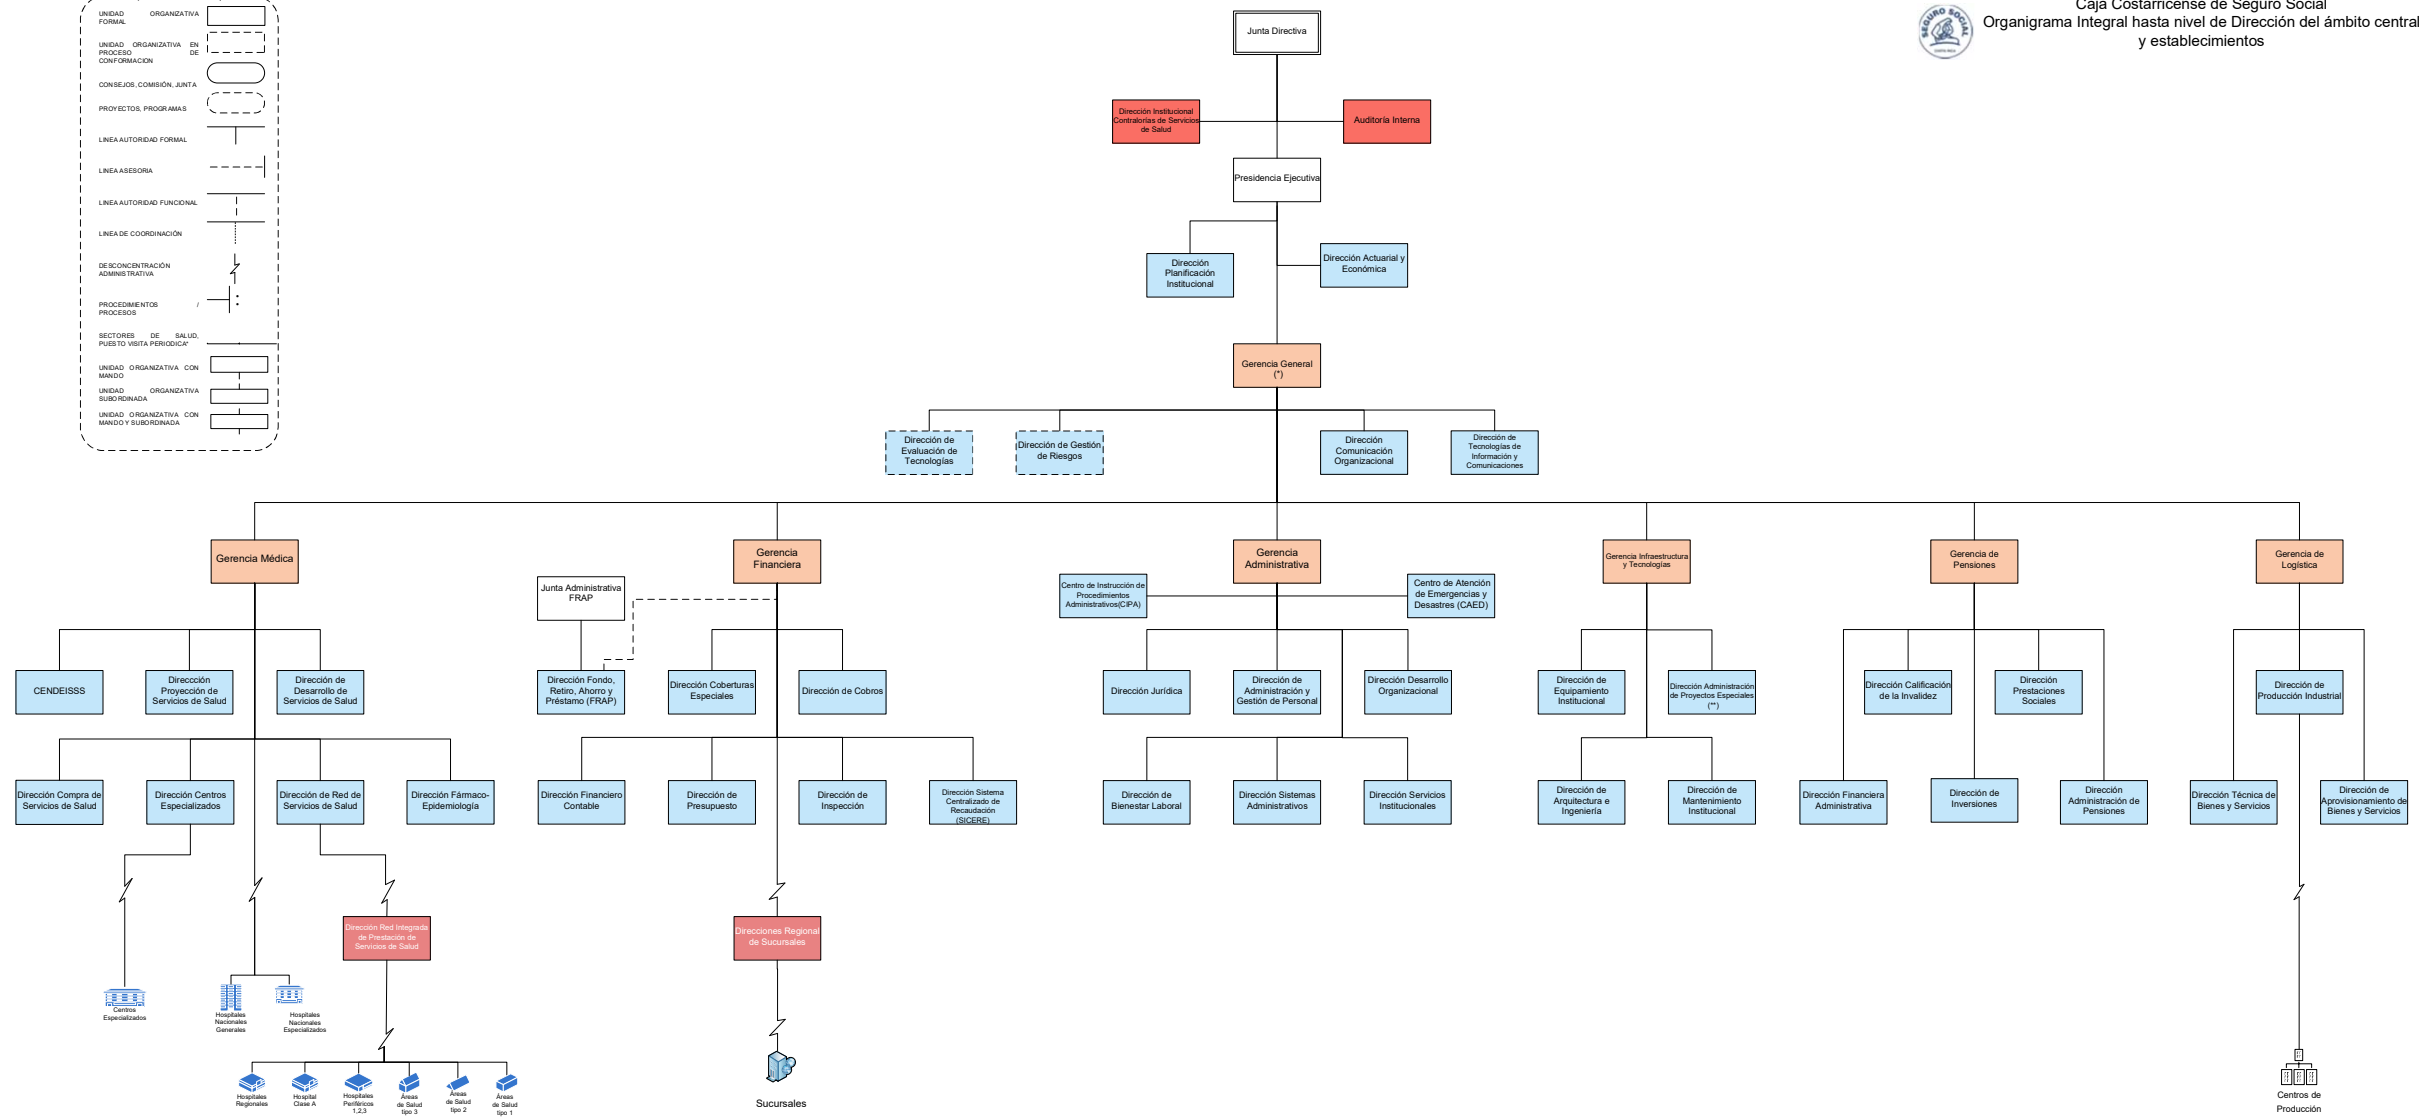 Caja Costarricense de Seguro Social
Organigrama Integral hasta nivel de Dirección del ámbito central
y establecimientos
SEGURO SOCIAL
UNIDAD ORGANIZATIVA
FORMAL
UNIDAD ORGANIZATIVA EN
PROCESO DE
CONFORMACION
CONSEJOS, COMISIÓN, JUNTA
PROYECTOS, PROGRAMAS
LINEA AUTORIDAD FORMAL
LINEA ASESORIA
LINEA AUTORIDAD FUNCIONAL
LINEA DE COORDINACIÓN
DESCONCENTRACIÓN
ADMINISTRATIVA
PROCEDIMIENTOS /
PROCESOS
SECTORES DE SALUD,
PUESTO VISITA PERIODICA*
UNIDAD ORGANIZATIVA CON
MANDO
UNIDAD ORGANIZATIVA
SUBORDINADA
UNIDAD ORGANIZATIVA CON
MANDO Y SUBORDINADA
Junta Directiva
Dirección Institucional
Contralorías de Servicios
de Salud
Auditoría Interna
Presidencia Ejecutiva
Dirección
Planificación
Institucional
Dirección Actuarial y
Económica
Gerencia General
(*)
Dirección de
Evaluación de
Tecnologías
Dirección de Gestión
de Riesgos
Dirección
Comunicación
Organizacional
Dirección de
Tecnologías de
Información y
Comunicaciones
Gerencia Médica
Gerencia
Financiera
Gerencia
Administrativa
Gerencia Infraestructura
y Tecnologías
Gerencia de
Pensiones
Gerencia de
Logística
Junta Administrativa
FRAP
Centro de Instrucción de
Procedimientos
Administrativos(CIPA)
Centro de Atención
de Emergencias y
Desastres (CAED)
CENDEISSS
Direccción
Proyección de
Servicios de Salud
Dirección de
Desarrollo de
Servicios de Salud
Dirección Fondo,
Retiro, Ahorro y
Préstamo (FRAP)
Dirección Coberturas
Especiales
Dirección de Cobros
Dirección Jurídica
Dirección de
Administración y
Gestión de Personal
Dirección Desarrollo
Organizacional
Dirección de
Equipamiento
Institucional
Dirección Administración
de Proyectos Especiales
(**)
Dirección Calificación
de la Invalidez
Dirección
Prestaciones
Sociales
Dirección de
Producción Industrial
Dirección Compra de
Servicios de Salud
Dirección Centros
Especializados
Dirección de Red de
Servicios de Salud
Dirección Fármaco-
Epidemiología
Dirección Financiero
Contable
Dirección de
Presupuesto
Dirección de
Inspección
Dirección Sistema
Centralizado de
Recaudación
(SICERE)
Dirección de
Bienestar Laboral
Dirección Sistemas
Administrativos
Dirección Servicios
Institucionales
Dirección de
Arquitectura e
Ingeniería
Dirección de
Mantenimiento
Institucional
Dirección Financiera
Administrativa
Dirección de
Inversiones
Dirección
Administración de
Pensiones
Dirección Técnica de
Bienes y Servicios
Dirección de
Aprovisionamiento de
Bienes y Servicios
Dirección Red Integrada
de Prestación de
Servicios de Salud
Direcciones Regional
de Sucursales
Centros
Especializados
Hospitales
Nacionales
Generales
Hospitales
Nacionales
Especializados
Hospitales
Regionales
Hospital
Clase A
Hospitales
Periféricos
1,2,3
Áreas
de Salud
tipo 3
Áreas
de Salud
tipo 2
Áreas
de Salud
tipo 1
Sucursales
Centros de
Producción